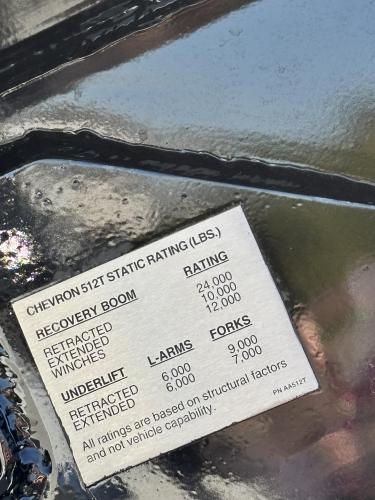 CHEVRON 512T STATIC RATING (LBS.)
RECOVERY BOOM RATING
RETRACTED 24,000
EXTENDED 10,000
WINCHES 12,000
UNDERLIFT L-ARMS FORKS
RETRACTED 6,000 9,000
EXTENDED 6,000 7,000
All ratings are based on structural factors
and not vehicle capability.
PN AA512T